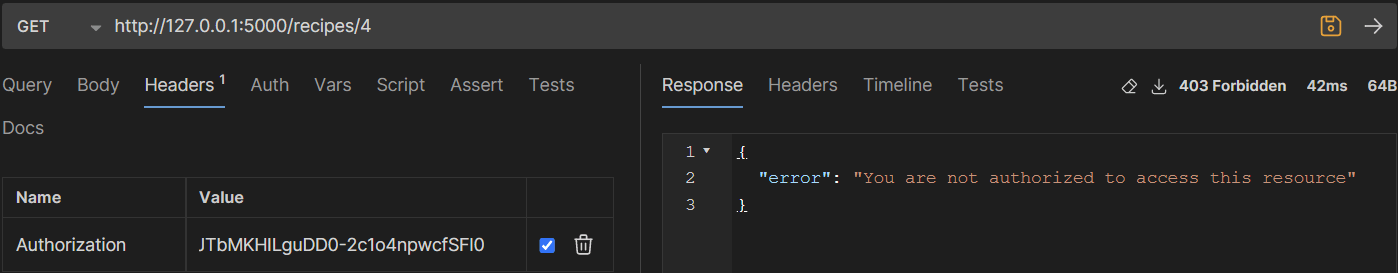 GET http://127.0.0.1:5000/recipes/4
Query Body Headers 1 Auth Vars Script Assert Tests
Docs
Name Value
Authorization JTbMKHILguDD0-2c1o4npwcfSFI0
Response Headers Timeline Tests 403 Forbidden 42ms 64B
1 {
2 "error": "You are not authorized to access this resource"
3 }